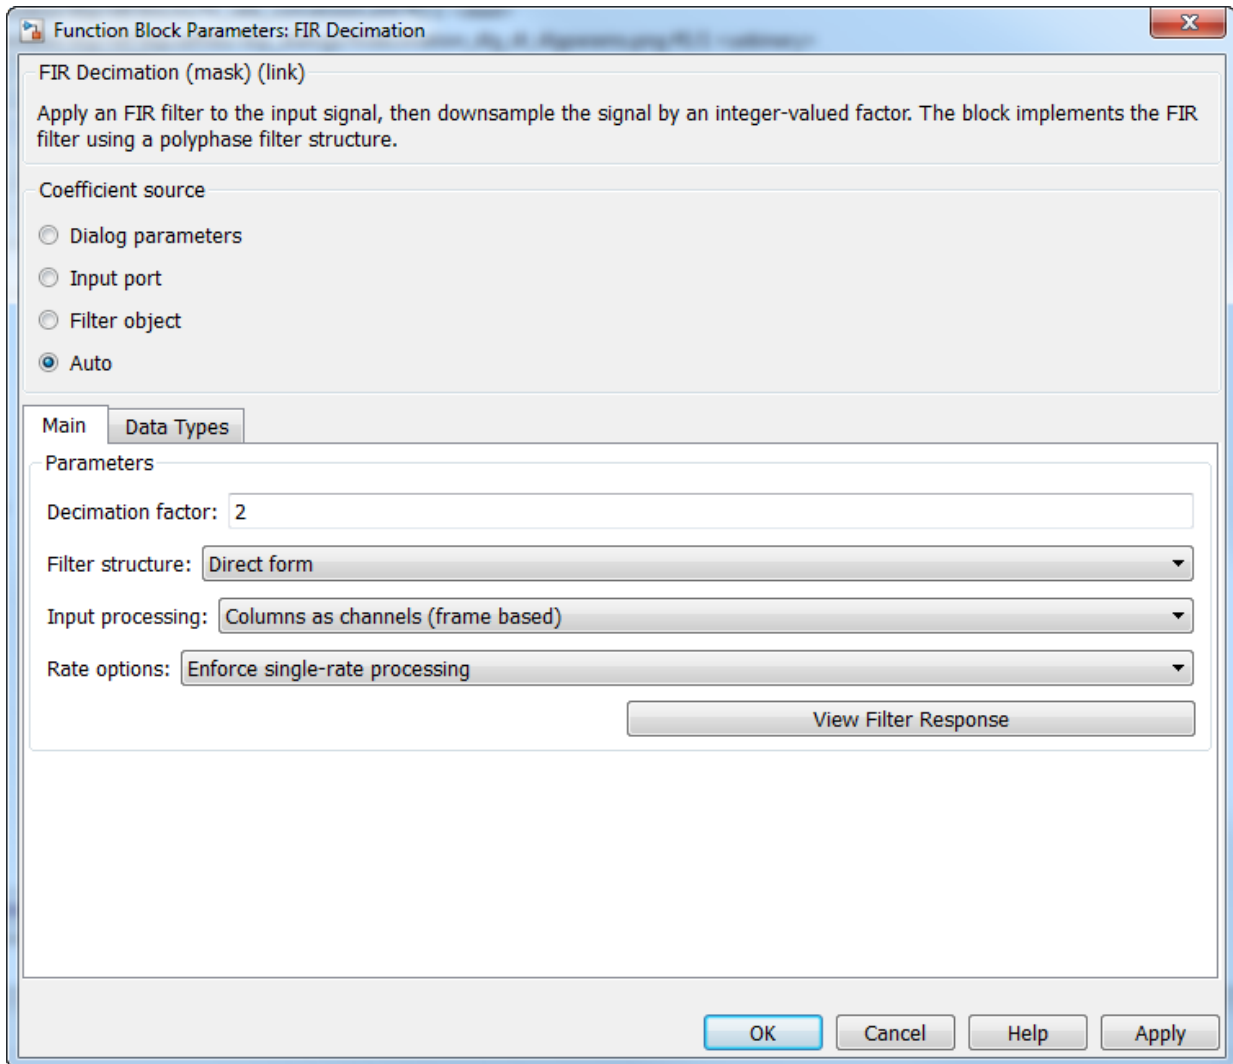 Function Block Parameters: FIR Decimation
X
FIR Decimation (mask) (link)
Apply an FIR filter to the input signal, then downsample the signal by an integer-valued factor. The block implements the FIR
filter using a polyphase filter structure.
Coefficient source
Dialog parameters
Input port
Filter object
Auto
Main Data Types
Parameters
Decimation factor: 2
Filter structure: Direct form
Input processing: Columns as channels (frame based)
Rate options: Enforce single-rate processing
View Filter Response
OK Cancel Help Apply